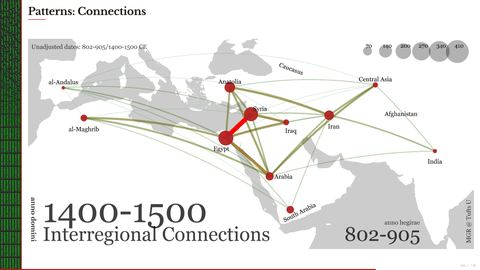 Patterns: Connections
Unadjusted dates: 802-905/1400-1500 CE
20 140 200 270 340 410
Caucasus
al-Andalus
Anatolia
Central Asia
Syria
Afghanistan
al-Maghrib
Iraq
Iran
Egypt
India
Arabia
South Arabia
anno domini
1400-1500
Interregional Connections
anno hegirae
802-905
MGR @ Tufts U